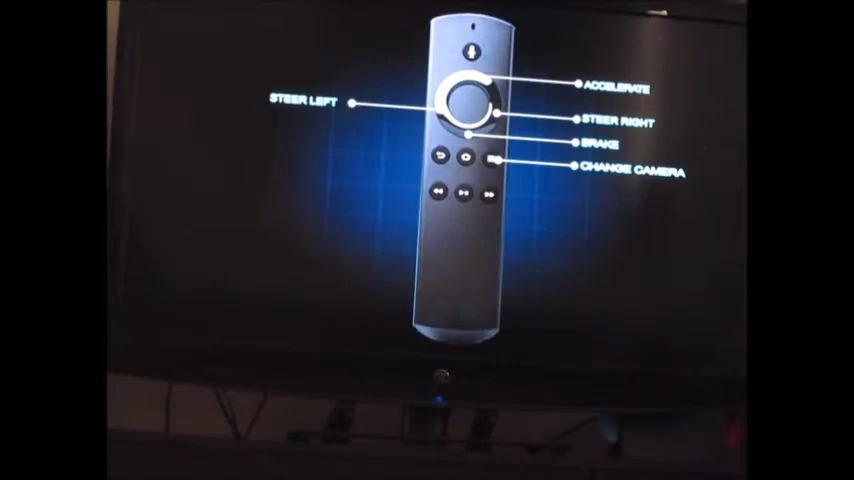 ACCELERATE
STEER LEFT
STEER RIGHT
BRAKE
CHANGE CAMERA